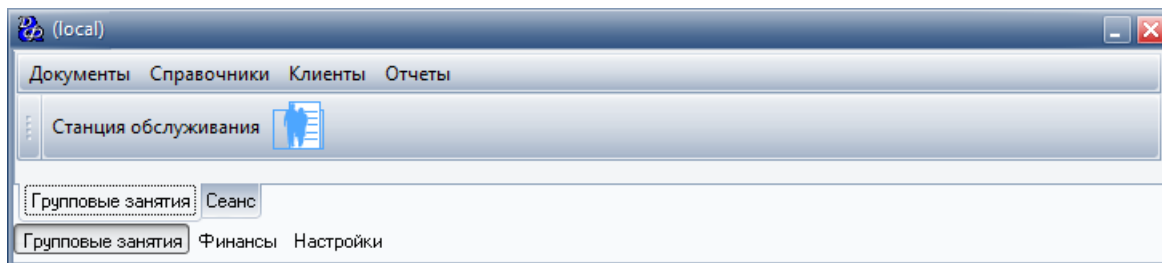 (local)
Документы Справочники Клиенты Отчеты
Станция обслуживания
Групповые занятия Сеанс
Групповые занятия Финансы Настройки